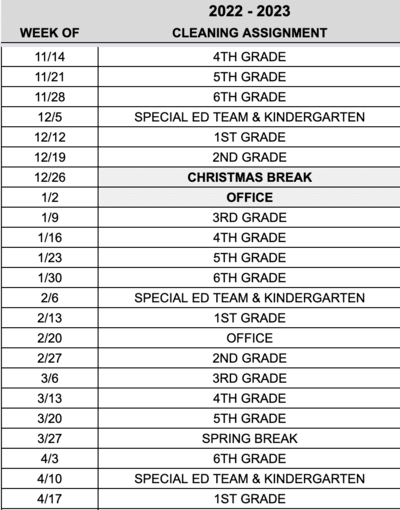 2022 - 2023
WEEK OF CLEANING ASSIGNMENT
11/14 4TH GRADE
11/21 5TH GRADE
11/28 6TH GRADE
12/5 SPECIAL ED TEAM & KINDERGARTEN
12/12 1ST GRADE
12/19 2ND GRADE
12/26 CHRISTMAS BREAK
1/2 OFFICE
1/9 3RD GRADE
1/16 4TH GRADE
1/23 5TH GRADE
1/30 6TH GRADE
2/6 SPECIAL ED TEAM & KINDERGARTEN
2/13 1ST GRADE
2/20 OFFICE
2/27 2ND GRADE
3/6 3RD GRADE
3/13 4TH GRADE
3/20 5TH GRADE
3/27 SPRING BREAK
4/3 6TH GRADE
4/10 SPECIAL ED TEAM & KINDERGARTEN
4/17 1ST GRADE